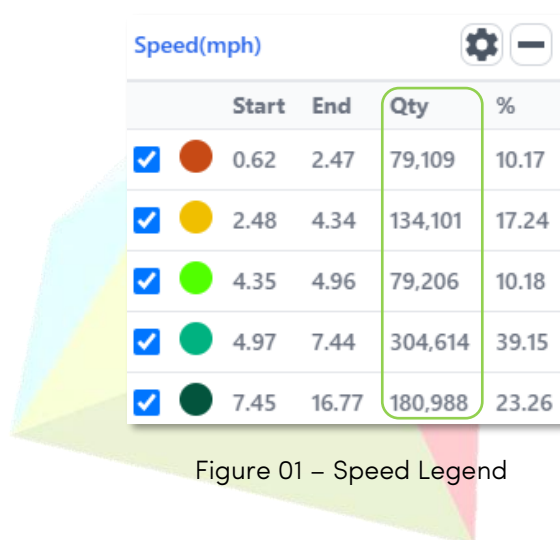 Speed(mph)
Start End Qty %
0.62 2.47 79,109 10.17
2.48 4.34 134,101 17.24
4.35 4.96 79,206 10.18
4.97 7.44 304,614 39.15
7.45 16.77 180,988 23.26
Figure 01 – Speed Legend